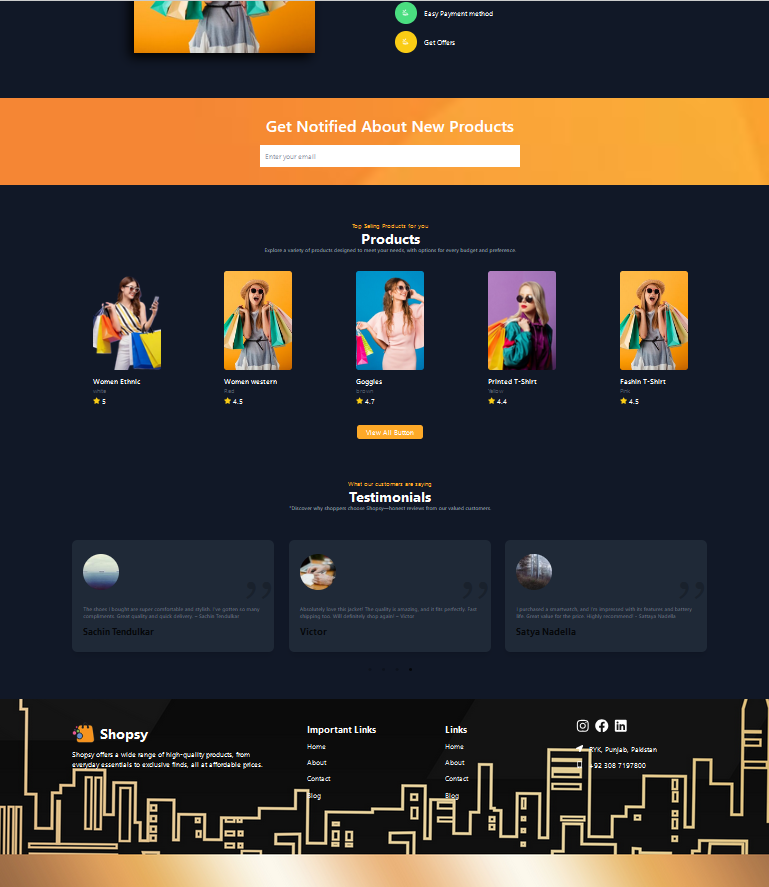 Easy Payment method
Get Offers
Get Notified About New Products
Enter your email
Top Selling Products for you
Products
Explore a variety of products designed to meet your needs, with options for every budget and preference.
Women Ethnic
white
5
Women western
Red
4.5
Goggles
brown
4.7
Printed T-Shirt
Yellow
4.4
Fashin T-Shirt
Pink
4.5
View All Button
What our customers are saying
Testimonials
"Discover why shoppers choose Shopsy—honest reviews from our valued customers.
The shoes I bought are super comfortable and stylish. I've gotten so many
compliments. Great quality and quick delivery. – Sachin Tendulkar
Sachin Tendulkar
Absolutely love this jacket! The quality is amazing, and it fits perfectly. Fast
shipping too. Will definitely shop again! – Victor
Victor
I purchased a smartwatch, and I'm impressed with its features and battery
life. Great value for the price. Highly recommend! – Sattaya Nadella
Satya Nadella
Shopsy
Shopsy offers a wide range of high-quality products, from
everyday essentials to exclusive finds, all at affordable prices.
Important Links
Home
About
Contact
Blog
Links
Home
About
Contact
Blog
RYK, Punjab, Pakistan
+92 308 7197800